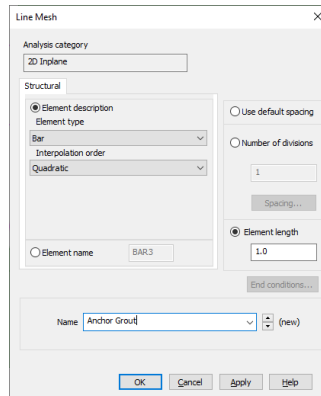 Line Mesh
Analysis category
2D Inplane
Structural
Element description
Element type
Bar
Interpolation order
Quadratic
Element name
BAR3
Use default spacing
Number of divisions
1
Spacing...
Element length
1.0
End conditions...
Name
Anchor Grout
(new)
OK
Cancel
Apply
Help